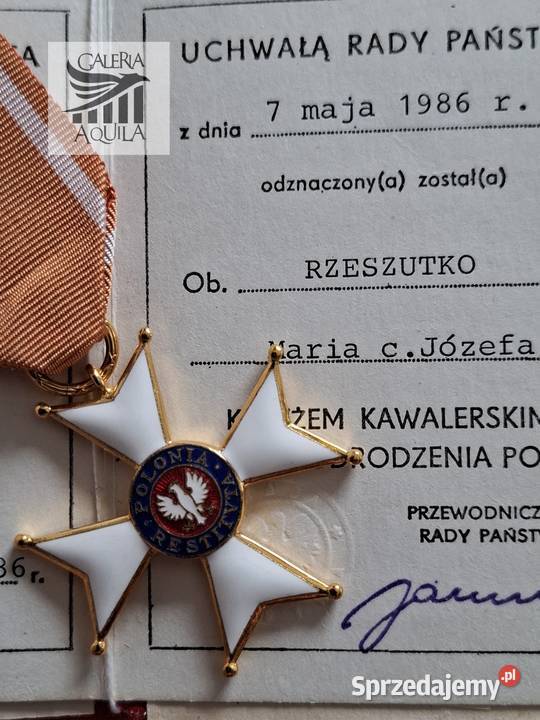 GALERIA
AQUILA
UCHWAŁĄ RADY PAŃST
z dnia 7 maja 1986 r.
odznaczony(a) został(a)
Ob. RZESZUTKO
Maria c.Józefa
KAWALERSKIM
RODZENIA PO
PRZEWODNICZ
RADY PAŃSTW
POLONIA
RESTITUTA
86 r.
Sprzedajemy.pl